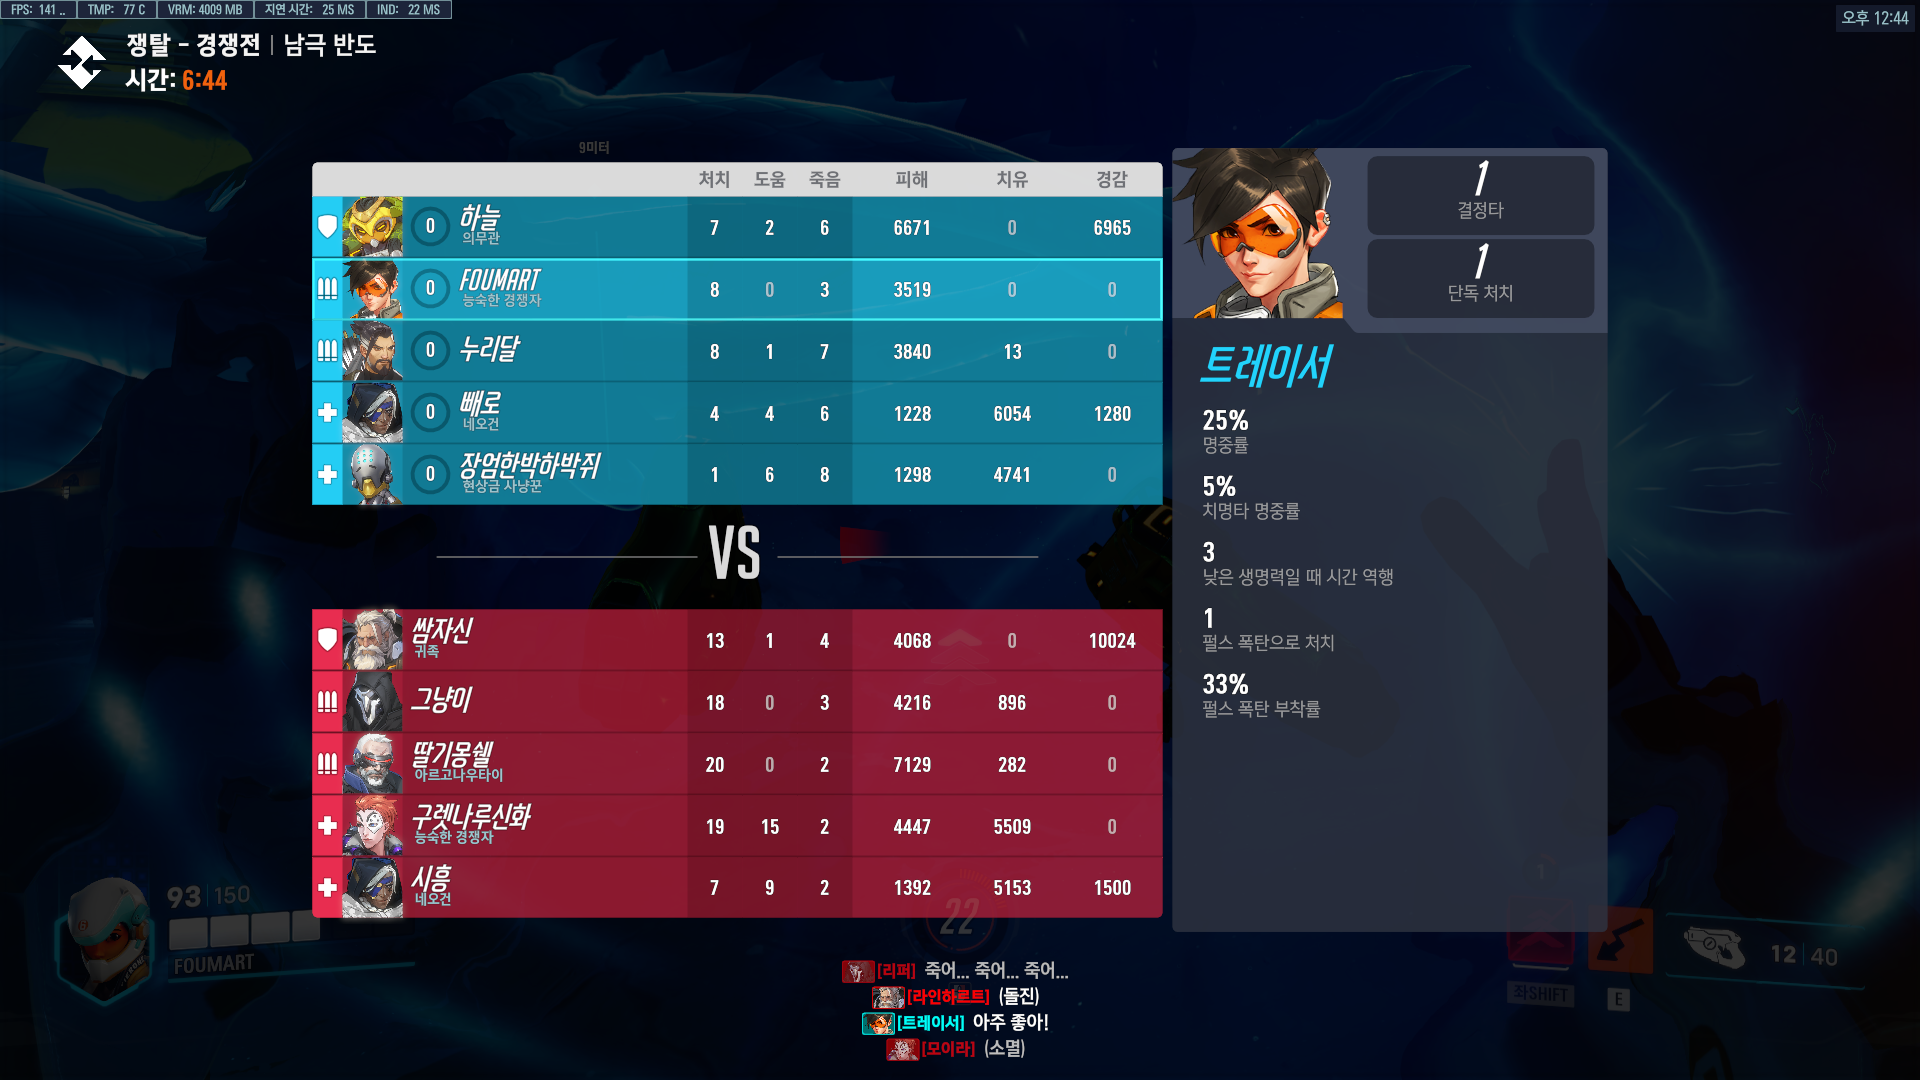 FPS: 141 .. TMP: 77 C VRM: 4009 MB 지연 시간: 25 MS IND: 22 MS
오후 12:44
쟁탈 - 경쟁전 | 남극 반도
시간: 6:44
9미터
처치 도움 죽음 피해 치유 경감
0 하늘 7 2 6 6671 0 6965
의무관
0 FOUMART 8 0 3 3519 0 0
능숙한 경쟁자
0 누리달 8 1 7 3840 13 0
0 빼로 4 4 6 1228 6054 1280
네오건
0 장엄한박하박쥐 1 6 8 1298 4741 0
현상금 사냥꾼
VS
쌈자신 13 1 4 4068 0 10024
귀족
그냥이 18 0 3 4216 896 0
딸기몽쉘 20 0 2 7129 282 0
아르고나우타이
구렛나루신화 19 15 2 4447 5509 0
능숙한 경쟁자
시흥 7 9 2 1392 5153 1500
네오건
1
결정타
1
단독 처치
트레이서
25%
명중률
5%
치명타 명중률
3
낮은 생명력일 때 시간 역행
1
펄스 폭탄으로 처치
33%
펄스 폭탄 부착률
93 | 150
FOUMART
22
[리퍼] 죽어... 죽어... 죽어...
[라인하르트] (돌진)
[트레이서] 아주 좋아!
[모이라] (소멸)
좌SHIFT
E
12 | 40